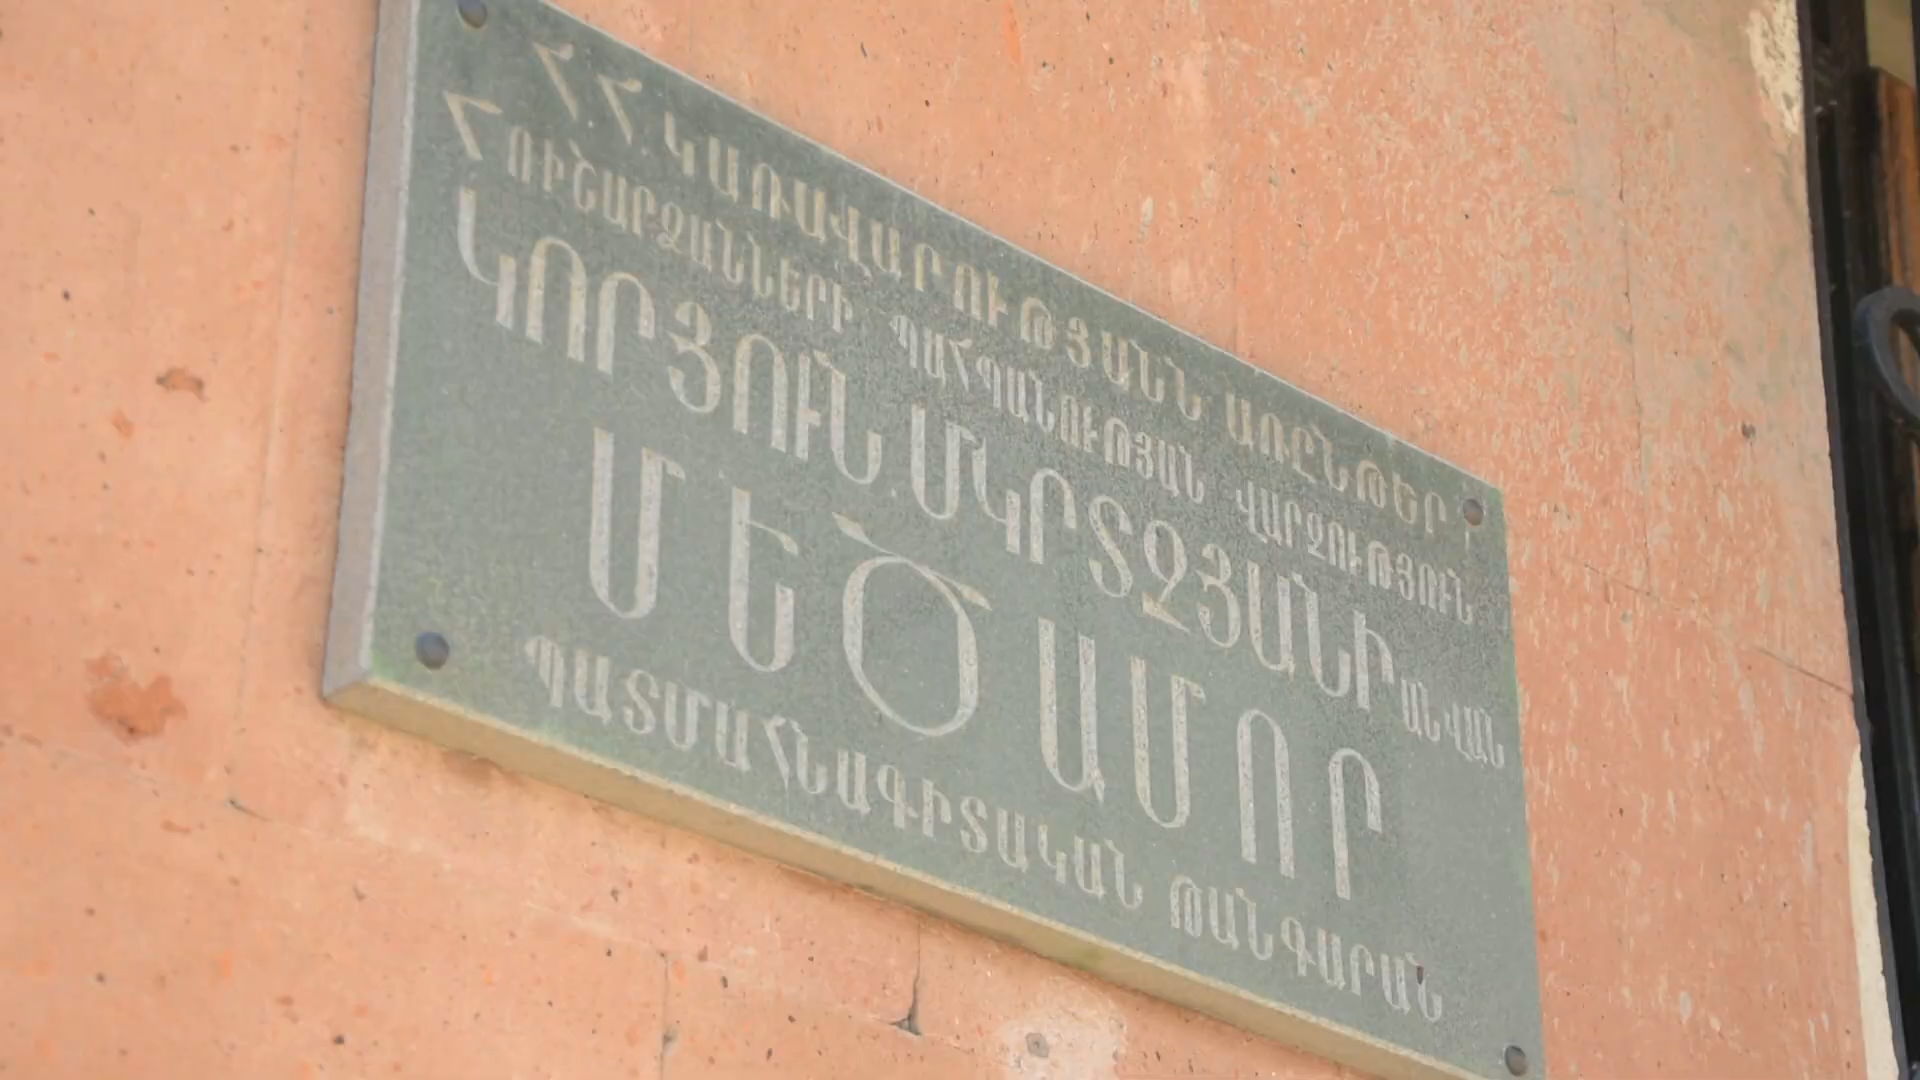 ՀՀ ԿԱՌԱՎԱՐՈՒԹՅԱՆՆ ԱՌԸՆԹԵՐ
ՀՈՒՇԱՐՁԱՆՆԵՐԻ ՊԱՀՊԱՆՈՒԹՅԱՆ ՎԱՐՉՈՒԹՅՈՒՆ
ԿՈՐՅՈՒՆ ՄԿՐՏՉՅԱՆԻ ԱՆՎԱՆ
ՄԵԾԱՄՈՐ
ՊԱՏՄԱՀՆԱԳԻՏԱԿԱՆ ԹԱՆԳԱՐԱՆ